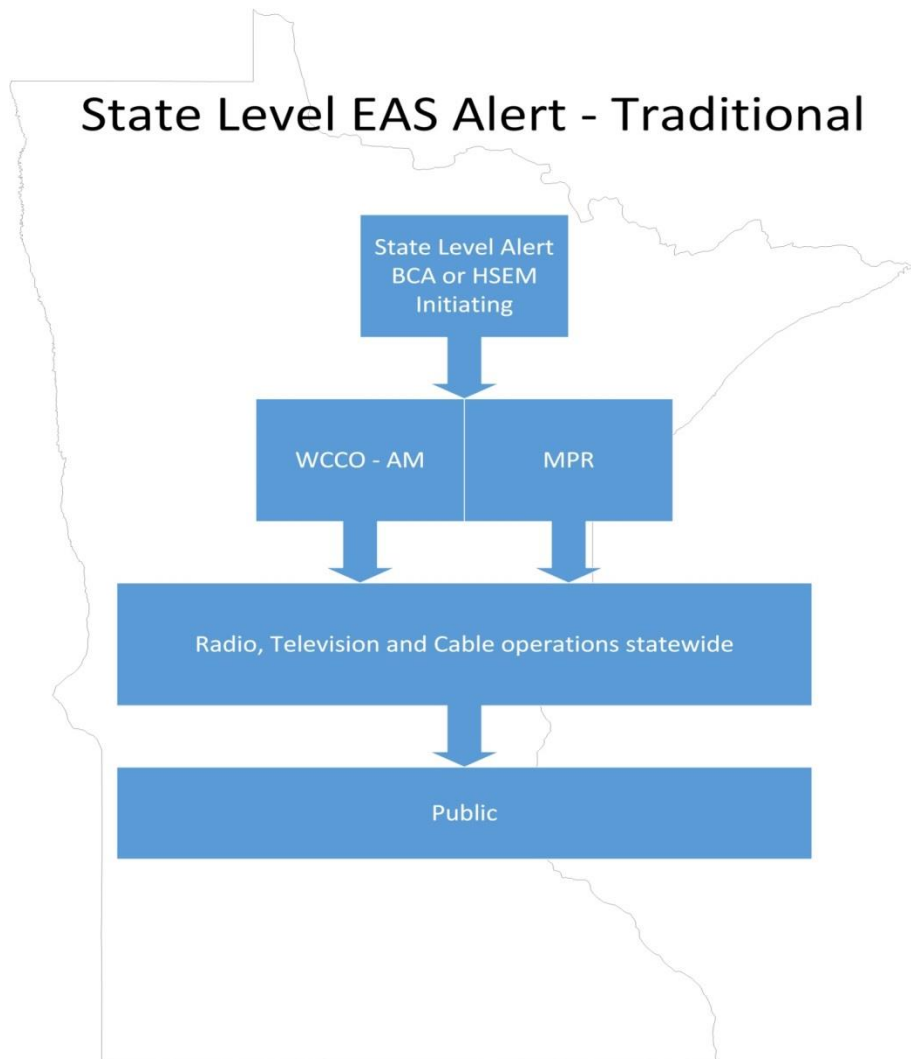 State Level EAS Alert - Traditional
State Level Alert
BCA or HSEM
Initiating
WCCO - AM
MPR
Radio, Television and Cable operations statewide
Public